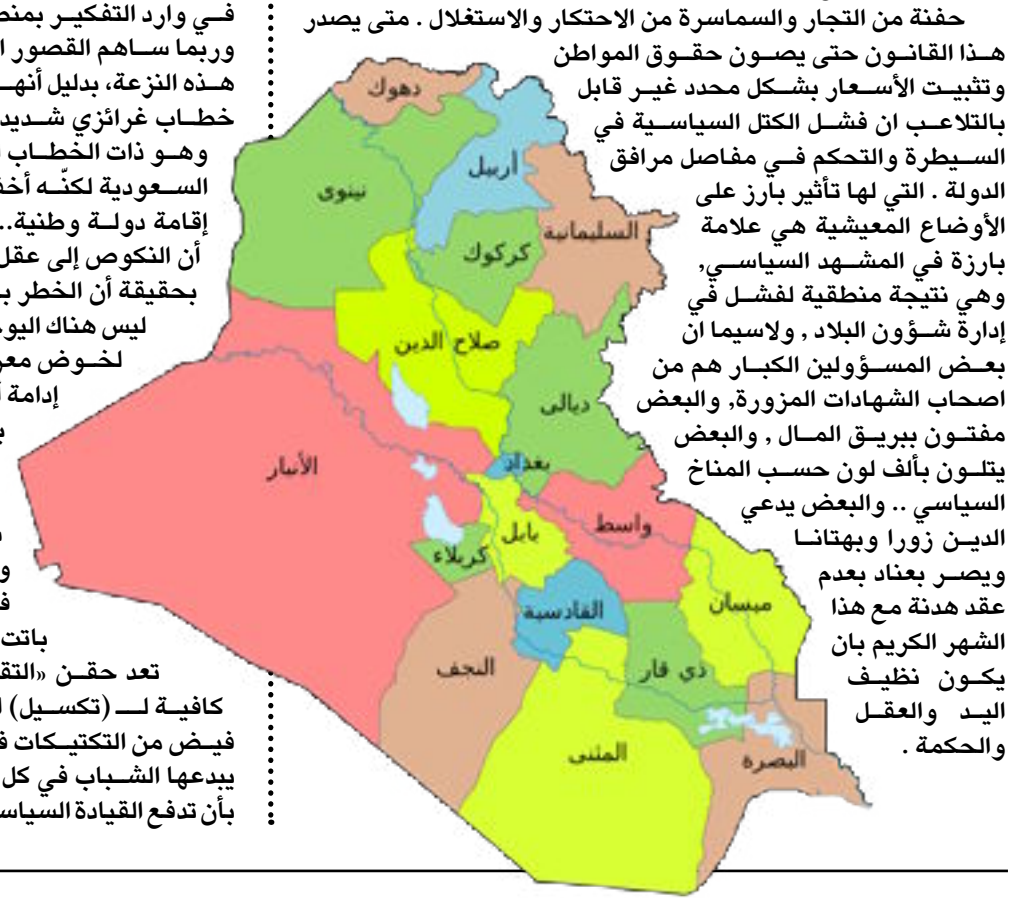 حفنة من التجار والسماسرة من الاحتكار والاستغلال . متى يصدر
هذا القانون حتى يصون حقوق المواطن
وتثبيت الأسعار بشكل محدد غير قابل
بالتلاعب ان فشل الكتل السياسية في
السيطرة والتحكم في مفاصل مرافق
الدولة . التي لها تأثير بارز على
الأوضاع المعيشية هي علامة
بارزة في المشهد السياسي,
وهي نتيجة منطقية لفشل في
إدارة شؤون البلاد , ولاسيما ان
بعض المسؤولين الكبار هم من
اصحاب الشهادات المزورة, والبعض
مفتون ببريق المال , والبعض
يتلون بألف لون حسب المناخ
السياسي .. والبعض يدعي
الدين زورا وبهتانا
ويصر بعناد بعدم
عقد هدنة مع هذا
الشهر الكريم بان
يكون نظيف
اليد والعقل
والحكمة .
دهوك
أربيل
نينوى
السليمانية
كركوك
صلاح الدين
ديالى
بغداد
الأنبار
واسط
بابل
كربلاء
ميسان
القادسية
ذي قار
النجف
المثنى
البصرة
في وارد التفكير
وربما ساهم القصور
هذه النزعة، بدليل
خطاب غرائزي
وهو ذات الخطاب
السعودية لكنّه
إقامة دولة وطنية..
أن النكوص إلى عقل
بحقيقة أن الخطر
ليس هناك
لخوض
إدامة
باتت
تعد حقن
كافية لـ (تكسيل)
فيض من التكتيكات
يبدعها الشباب في كل
بأن تدفع القيادة